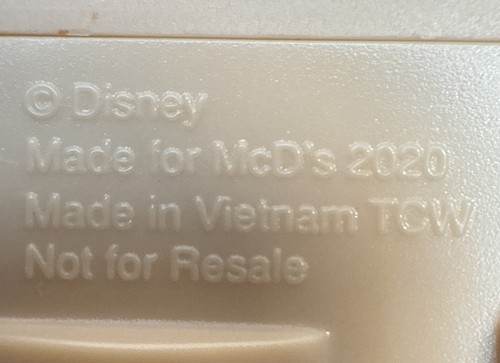 © Disney
Made for McD's 2020
Made in Vietnam TCW
Not for Resale